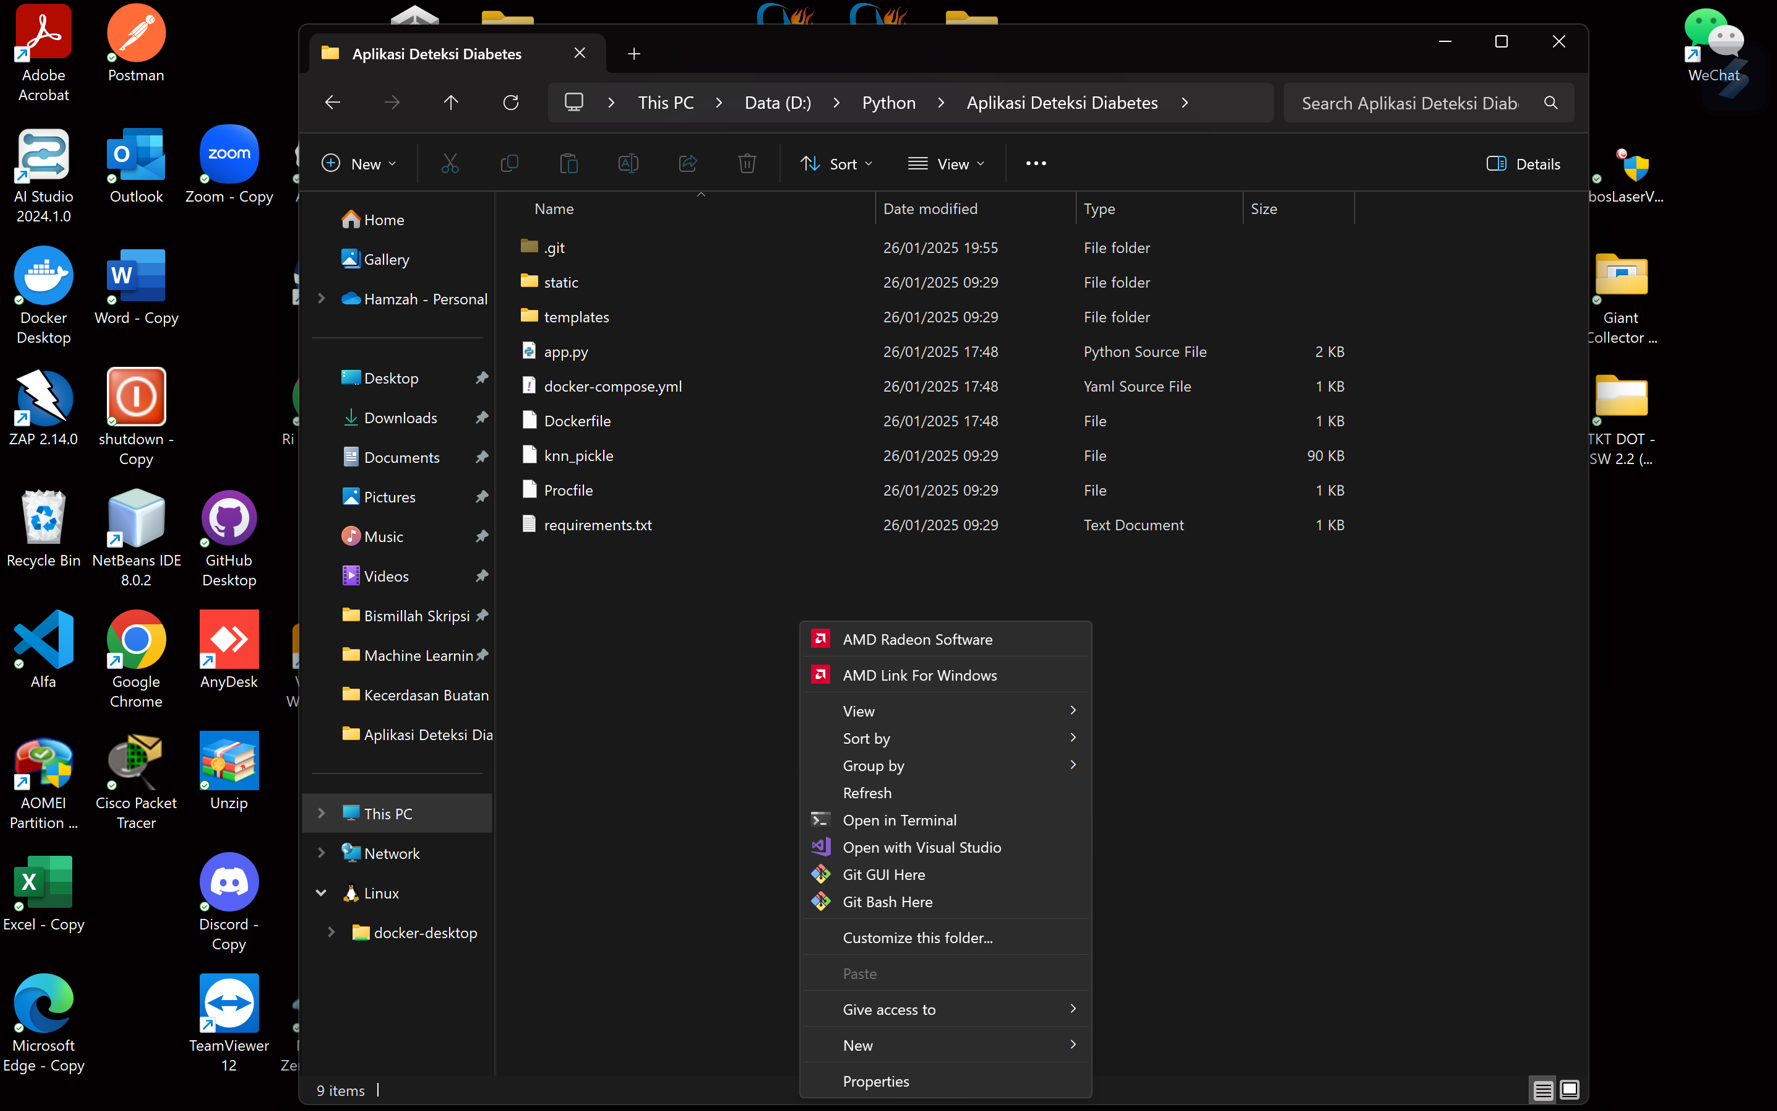 Adobe
Acrobat
Postman
WeChat
AI Studio
2024.1.0
Outlook
Zoom - Copy
zoom
Docker
Desktop
Word - Copy
ZAP 2.14.0
shutdown -
Copy
Recycle Bin
NetBeans IDE
8.0.2
GitHub
Desktop
Alfa
Google
Chrome
AnyDesk
AOMEI
Partition ...
Cisco Packet
Tracer
Unzip
Excel - Copy
Discord -
Copy
Microsoft
Edge - Copy
TeamViewer
12
Aplikasi Deteksi Diabetes
This PC
Data (D:)
Python
Aplikasi Deteksi Diabetes
Search Aplikasi Deteksi Diab
New
Sort
View
Details
Home
Gallery
Hamzah - Personal
Desktop
Downloads
Documents
Pictures
Music
Videos
Bismillah Skripsi
Machine Learnin
Kecerdasan Buatan
Aplikasi Deteksi Dia
This PC
Network
Linux
docker-desktop
Name Date modified Type Size
.git 26/01/2025 19:55 File folder
static 26/01/2025 09:29 File folder
templates 26/01/2025 09:29 File folder
app.py 26/01/2025 17:48 Python Source File 2 KB
docker-compose.yml 26/01/2025 17:48 Yaml Source File 1 KB
Dockerfile 26/01/2025 17:48 File 1 KB
knn_pickle 26/01/2025 09:29 File 90 KB
Procfile 26/01/2025 09:29 File 1 KB
requirements.txt 26/01/2025 09:29 Text Document 1 KB
AMD Radeon Software
AMD Link For Windows
View
Sort by
Group by
Refresh
Open in Terminal
Open with Visual Studio
Git GUI Here
Git Bash Here
Customize this folder...
Paste
Give access to
New
Properties
9 items
bosLaserV...
Giant
Collector ...
TKT DOT -
SW 2.2 (...